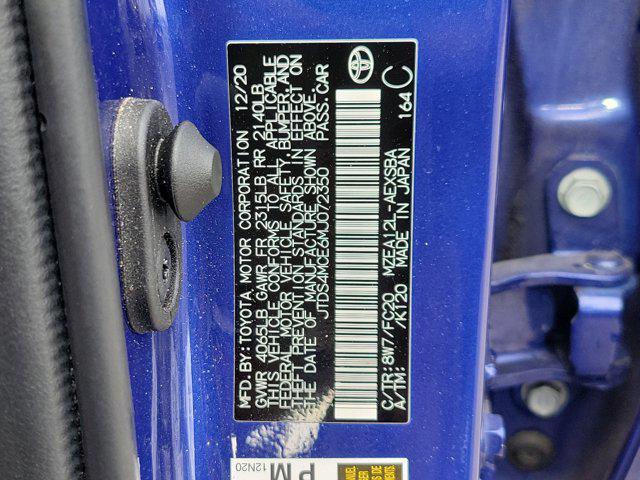 MFD. BY: TOYOTA MOTOR CORPORATION 12/20
GVWR 4065LB GAWR FR 2315LB RR 2140LB
THIS VEHICLE CONFORMS TO ALL APPLICABLE
FEDERAL MOTOR VEHICLE SAFETY, BUMPER, AND
THEFT PREVENTION STANDARDS IN EFFECT ON
THE DATE OF MANUFACTURE SHOWN ABOVE.
JTDS4MCE6MJ072350 PASS.CAR
C/TR: 8W7/FC20 MZEA12L-AEXSBA 164 C
A/TM: /KT20 MADE IN JAPAN
12N20
PM